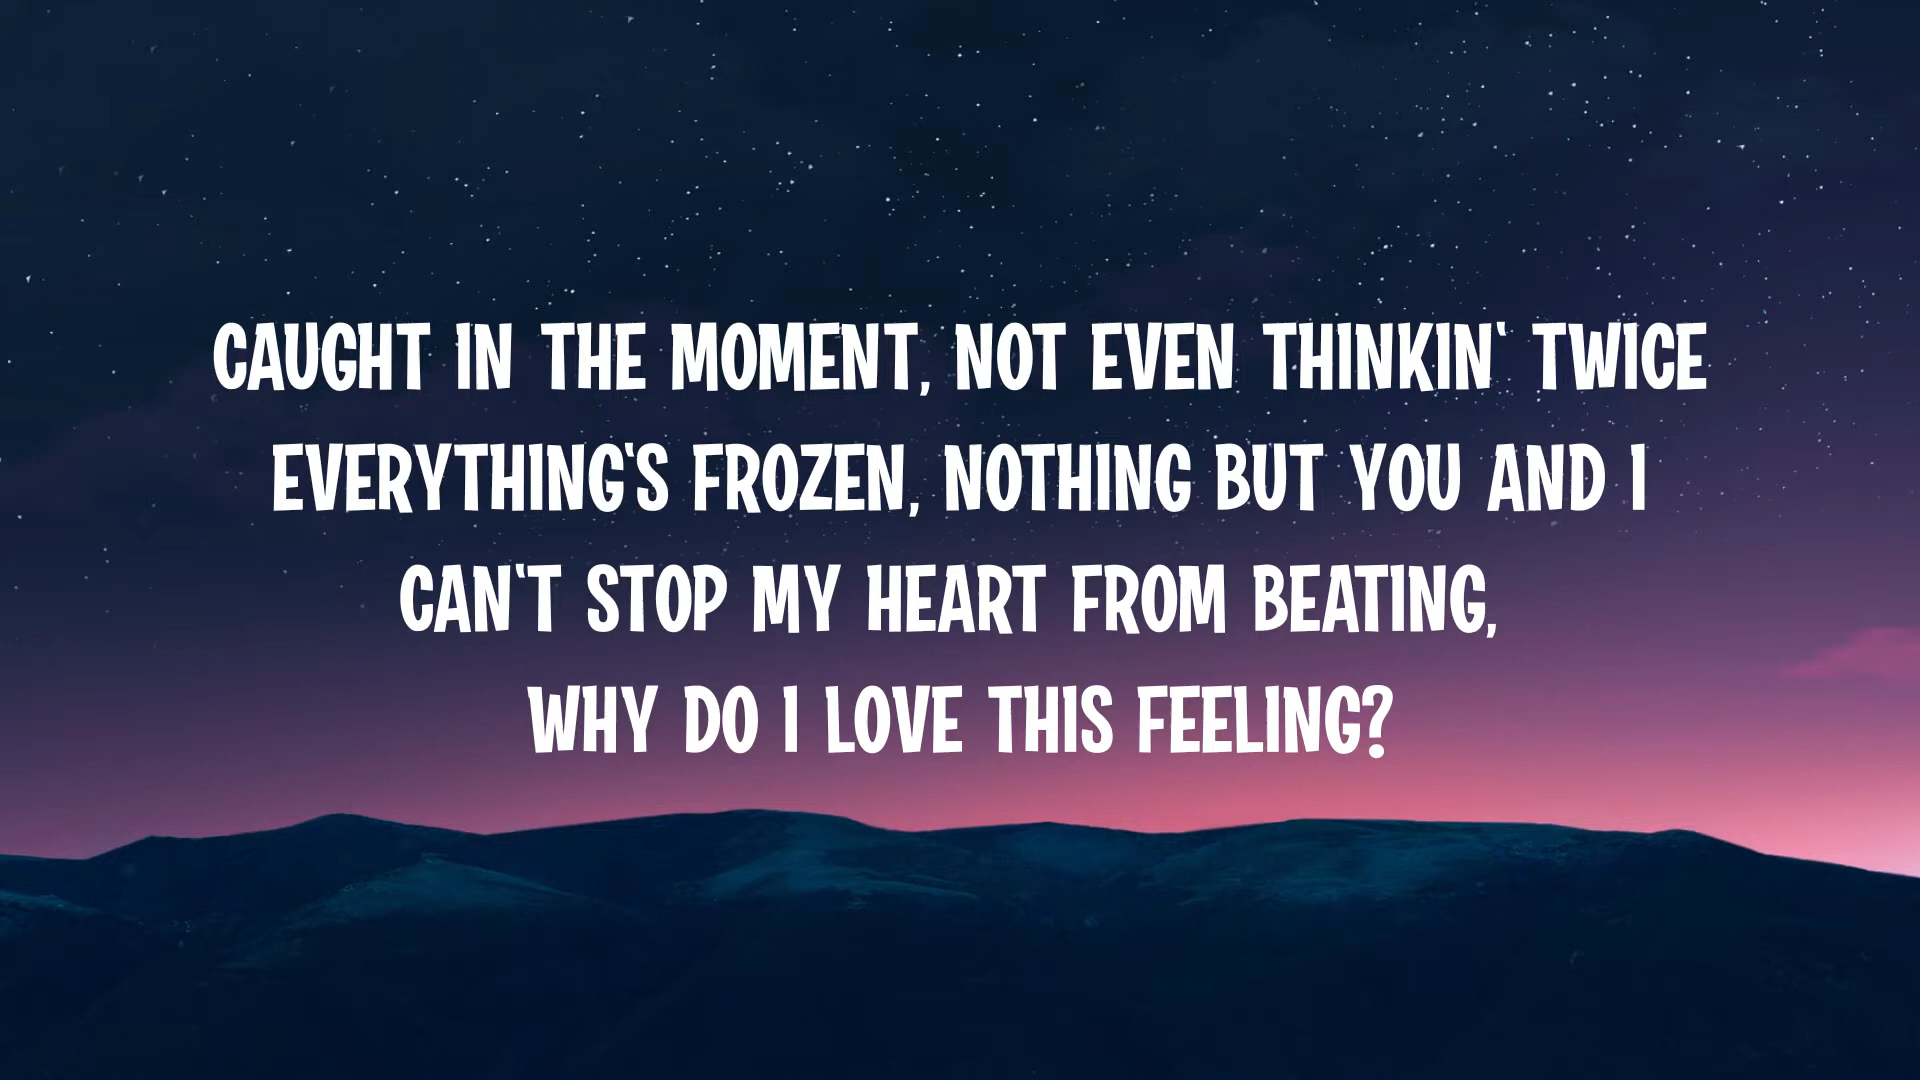 CAUGHT IN THE MOMENT, NOT EVEN THINKIN' TWICE
EVERYTHING'S FROZEN, NOTHING BUT YOU AND I
CAN'T STOP MY HEART FROM BEATING,
WHY DO I LOVE THIS FEELING?